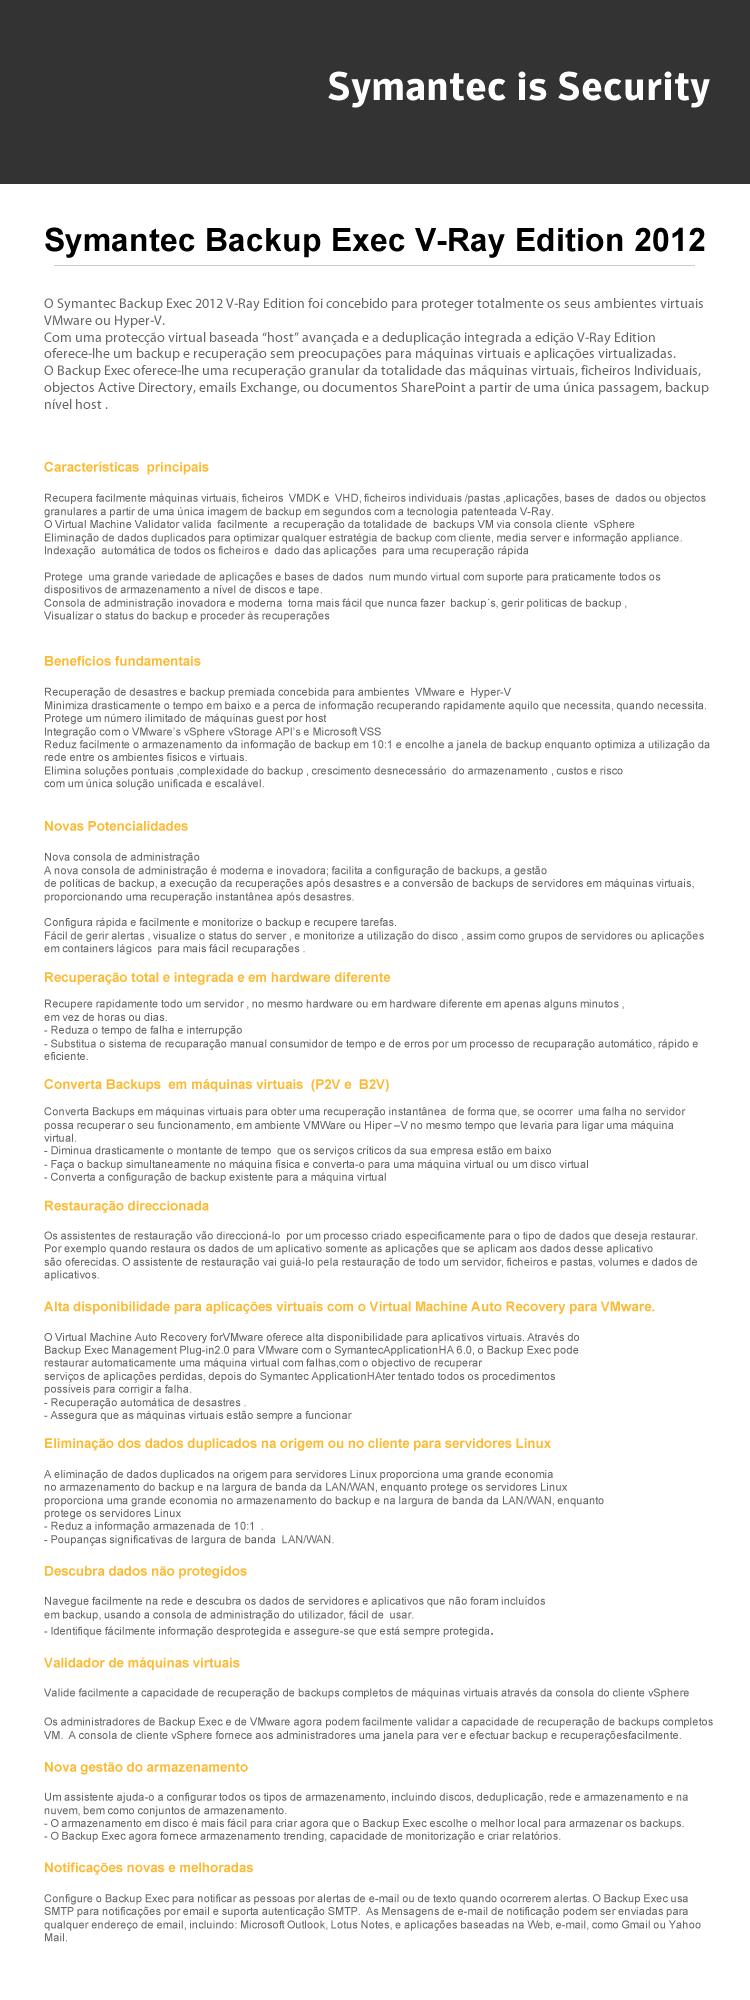 Symantec is Security
Symantec Backup Exec V-Ray Edition 2012
O Symantec Backup Exec 2012 V-Ray Edition foi concebido para proteger totalmente os seus ambientes virtuais
VMware ou Hyper-V.
Com uma protecção virtual baseada “host” avançada e a deduplicação integrada a edição V-Ray Edition
oferece-lhe um backup e recuperação sem preocupações para máquinas virtuais e aplicações virtualizadas.
O Backup Exec oferece-lhe uma recuperação granular da totalidade das máquinas virtuais, ficheiros Individuais,
objectos Active Directory, emails Exchange, ou documentos SharePoint a partir de uma única passagem, backup
nível host .
Características principais
Recupera facilmente máquinas virtuais, ficheiros VMDK e VHD, ficheiros individuais /pastas ,aplicações, bases de dados ou objectos
granulares a partir de uma única imagem de backup em segundos com a tecnologia patenteada V-Ray.
O Virtual Machine Validator valida facilmente a recuperação da totalidade de backups VM via consola cliente vSphere
Eliminação de dados duplicados para optimizar qualquer estratégia de backup com cliente, media server e informação appliance.
Indexação automática de todos os ficheiros e dado das aplicações para uma recuperação rápida
Protege uma grande variedade de aplicações e bases de dados num mundo virtual com suporte para praticamente todos os
dispositivos de armazenamento a nível de discos e tape.
Consola de administração inovadora e moderna torna mais fácil que nunca fazer backup´s, gerir politicas de backup ,
Visualizar o status do backup e proceder às recuperações
Benefícios fundamentais
Recuperação de desastres e backup premiada concebida para ambientes VMware e Hyper-V
Minimiza drasticamente o tempo em baixo e a perca de informação recuperando rapidamente aquilo que necessita, quando necessita.
Protege um número ilimitado de máquinas guest por host
Integração com o VMware’s vSphere vStorage API’s e Microsoft VSS
Reduz facilmente o armazenamento da informação de backup em 10:1 e encolhe a janela de backup enquanto optimiza a utilização da
rede entre os ambientes físicos e virtuais.
Elimina soluções pontuais ,complexidade do backup , crescimento desnecessário do armazenamento , custos e risco
com um única solução unificada e escalável.
Novas Potencialidades
Nova consola de administração
A nova consola de administração é moderna e inovadora; facilita a configuração de backups, a gestão
de políticas de backup, a execução da recuperações após desastres e a conversão de backups de servidores em máquinas virtuais,
proporcionando uma recuperação instantânea após desastres.
Configura rápida e facilmente e monitorize o backup e recupere tarefas.
Fácil de gerir alertas , visualize o status do server , e monitorize a utilização do disco , assim como grupos de servidores ou aplicações
em containers lágicos para mais fácil recuparações .
Recuperação total e integrada e em hardware diferente
Recupere rapidamente todo um servidor , no mesmo hardware ou em hardware diferente em apenas alguns minutos ,
em vez de horas ou dias.
- Reduza o tempo de falha e interrupção
- Substitua o sistema de recuparação manual consumidor de tempo e de erros por um processo de recuparação automático, rápido e
eficiente.
Converta Backups em máquinas virtuais (P2V e B2V)
Converta Backups em máquinas virtuais para obter uma recuperação instantânea de forma que, se ocorrer uma falha no servidor
possa recuperar o seu funcionamento, em ambiente VMWare ou Hiper –V no mesmo tempo que levaria para ligar uma máquina
virtual.
- Diminua drasticamente o montante de tempo que os serviços críticos da sua empresa estão em baixo
- Faça o backup simultaneamente no máquina física e converta-o para uma máquina virtual ou um disco virtual
- Converta a configuração de backup existente para a máquina virtual
Restauração direccionada
Os assistentes de restauração vão direccioná-lo por um processo criado especificamente para o tipo de dados que deseja restaurar.
Por exemplo quando restaura os dados de um aplicativo somente as aplicações que se aplicam aos dados desse aplicativo
são oferecidas. O assistente de restauração vai guiá-lo pela restauração de todo um servidor, ficheiros e pastas, volumes e dados de
aplicativos.
Alta disponibilidade para aplicações virtuais com o Virtual Machine Auto Recovery para VMware.
O Virtual Machine Auto Recovery forVMware oferece alta disponibilidade para aplicativos virtuais. Através do
Backup Exec Management Plug-in2.0 para VMware com o SymantecApplicationHA 6.0, o Backup Exec pode
restaurar automaticamente uma máquina virtual com falhas,com o objectivo de recuperar
serviços de aplicações perdidas, depois do Symantec ApplicationHAter tentado todos os procedimentos
possíveis para corrigir a falha.
- Recuperação automática de desastres .
- Assegura que as máquinas virtuais estão sempre a funcionar
Eliminação dos dados duplicados na origem ou no cliente para servidores Linux
A eliminação de dados duplicados na origem para servidores Linux proporciona uma grande economia
no armazenamento do backup e na largura de banda da LAN/WAN, enquanto protege os servidores Linux
proporciona uma grande economia no armazenamento do backup e na largura de banda da LAN/WAN, enquanto
protege os servidores Linux
- Reduz a informação armazenada de 10:1 .
- Poupanças significativas de largura de banda LAN/WAN.
Descubra dados não protegidos
Navegue facilmente na rede e descubra os dados de servidores e aplicativos que não foram incluídos
em backup, usando a consola de administração do utilizador, fácil de usar.
- Identifique fácilmente informação desprotegida e assegure-se que está sempre protegida.
Validador de máquinas virtuais
Valide facilmente a capacidade de recuperação de backups completos de máquinas virtuais através da consola do cliente vSphere
Os administradores de Backup Exec e de VMware agora podem facilmente validar a capacidade de recuperação de backups completos
VM. A consola de cliente vSphere fornece aos administradores uma janela para ver e efectuar backup e recuperaçõesfacilmente.
Nova gestão do armazenamento
Um assistente ajuda-o a configurar todos os tipos de armazenamento, incluindo discos, deduplicação, rede e armazenamento e na
nuvem, bem como conjuntos de armazenamento.
- O armazenamento em disco é mais fácil para criar agora que o Backup Exec escolhe o melhor local para armazenar os backups.
- O Backup Exec agora fornece armazenamento trending, capacidade de monitorização e criar relatórios.
Notificações novas e melhoradas
Configure o Backup Exec para notificar as pessoas por alertas de e-mail ou de texto quando ocorrerem alertas. O Backup Exec usa
SMTP para notificações por email e suporta autenticação SMTP. As Mensagens de e-mail de notificação podem ser enviadas para
qualquer endereço de email, incluindo: Microsoft Outlook, Lotus Notes, e aplicações baseadas na Web, e-mail, como Gmail ou Yahoo
Mail.